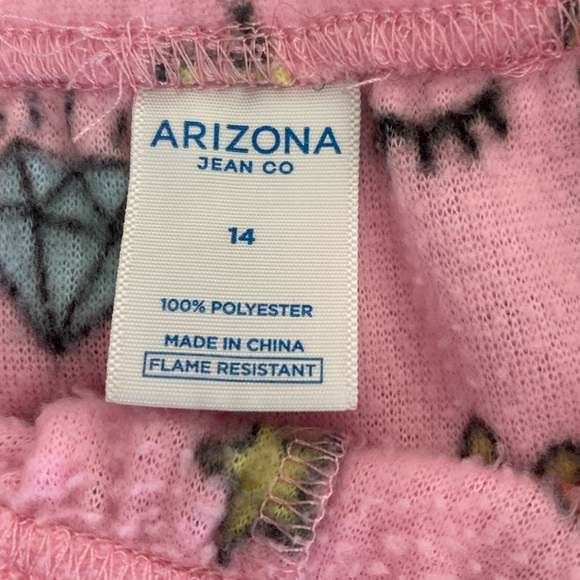 ARIZONA
JEAN CO
14
100% POLYESTER
MADE IN CHINA
FLAME RESISTANT